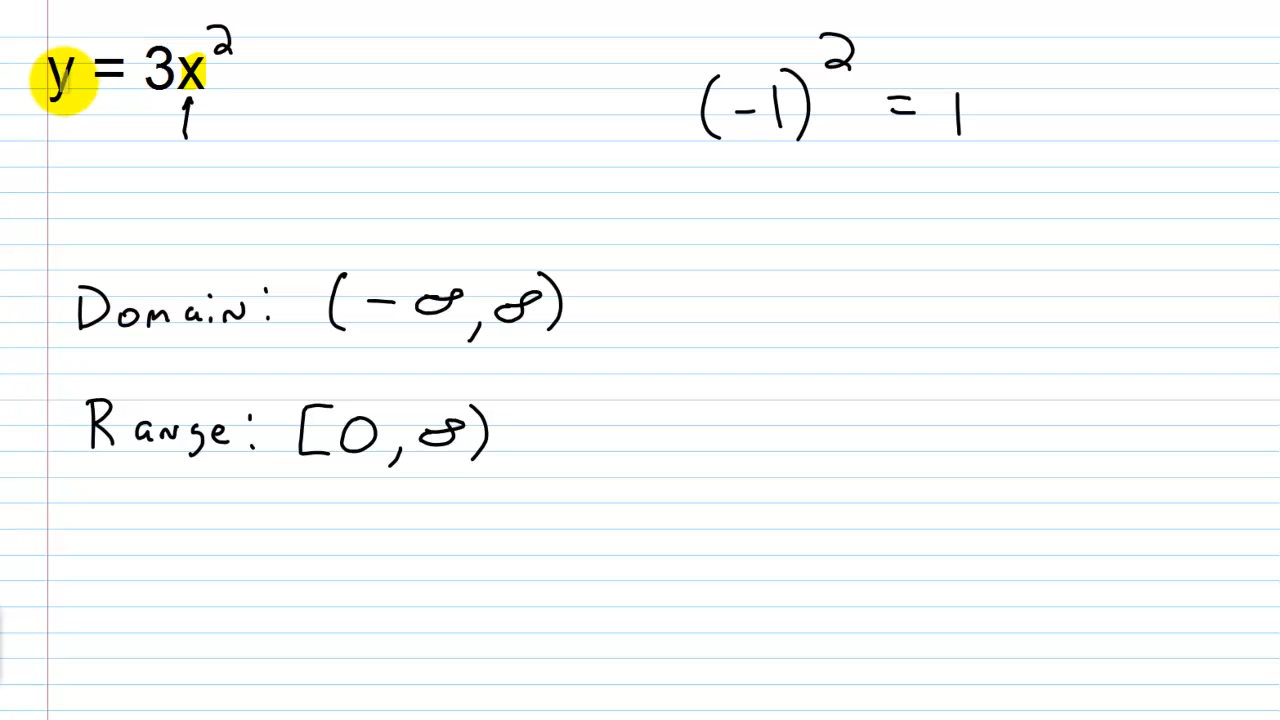 y = 3x²
(-1)² = 1
Domain: (-∞, ∞)
Range: [0, ∞)